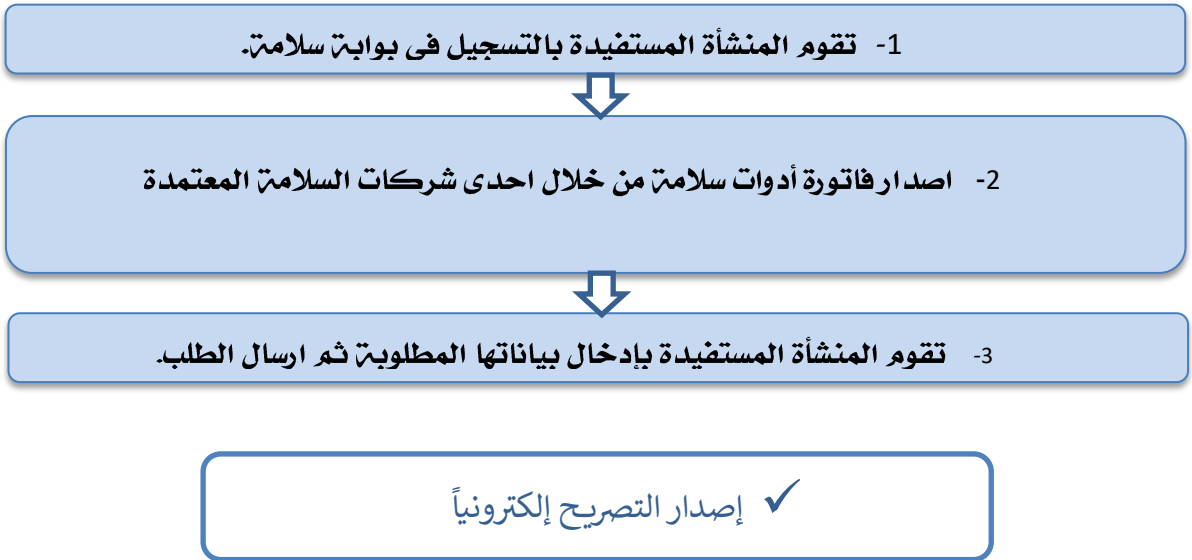 1- تقوم المنشأة المستفيدة بالتسجيل فى بوابة سلامة.
2- اصدار فاتورة أدوات سلامة من خلال احدى شركات السلامة المعتمدة
3- تقوم المنشأة المستفيدة بإدخال بياناتها المطلوبة ثم ارسال الطلب.
✓ إصدار التصريح إلكترونياً